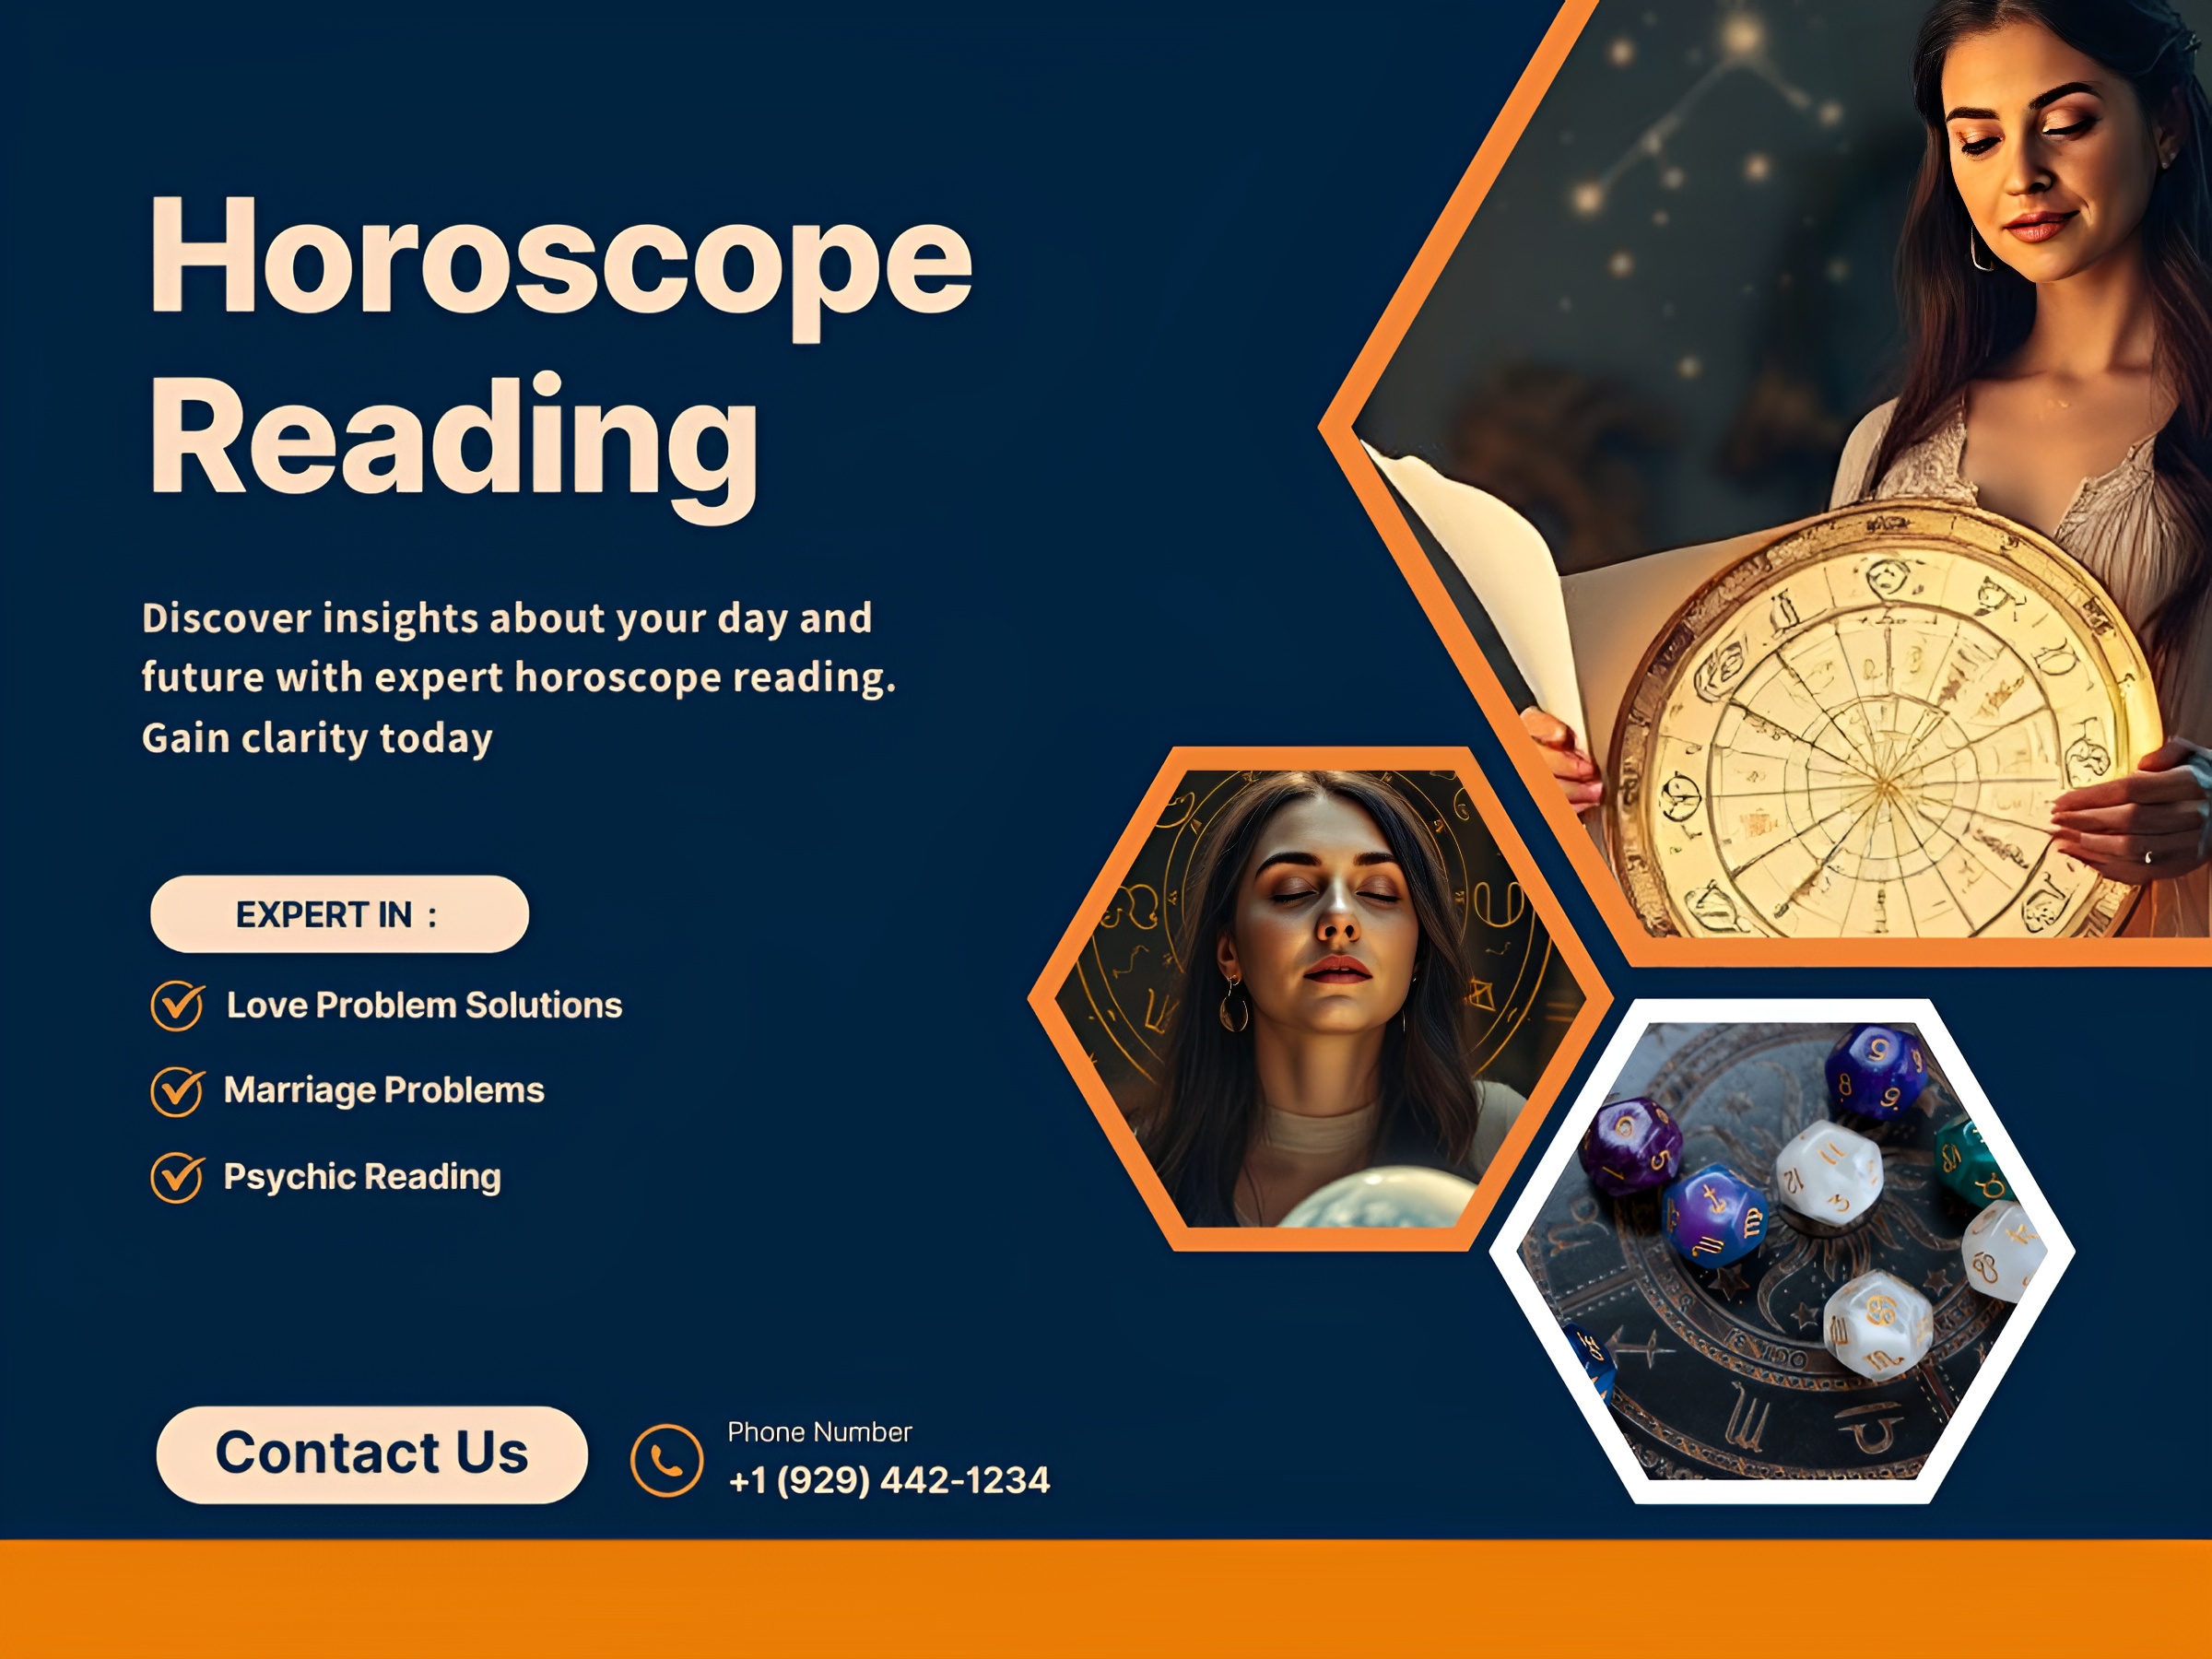 Horoscope
Reading
Discover insights about your day and
future with expert horoscope reading.
Gain clarity today
EXPERT IN :
Love Problem Solutions
Marriage Problems
Psychic Reading
Contact Us
Phone Number
+1 (929) 442-1234